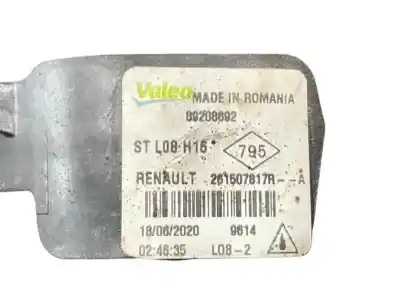 Valeo
MADE IN ROMANIA
89208692
ST L08 H16
795
RENAULT 261507817R--A
18/06/2020 9614
02:46:35 L08-2